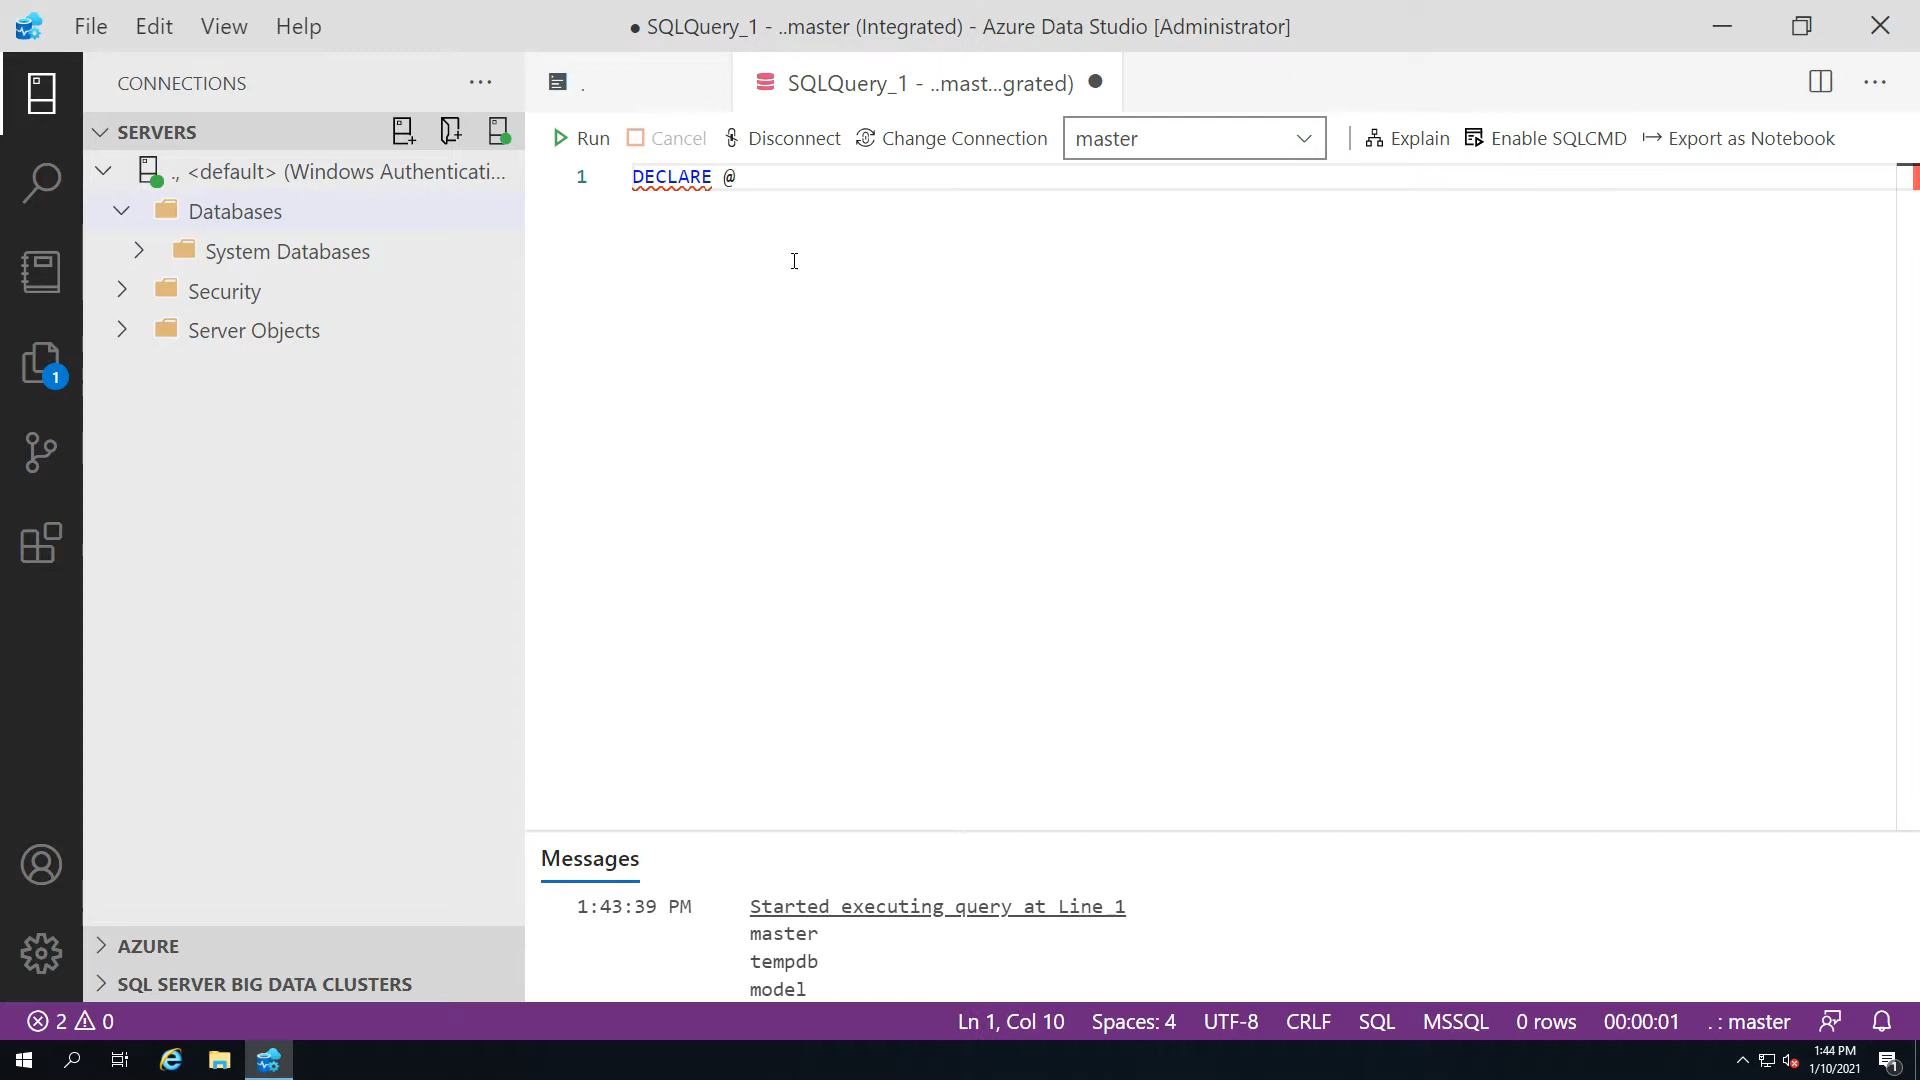 File Edit View Help
● SQLQuery_1 - ..master (Integrated) - Azure Data Studio [Administrator]
CONNECTIONS
.
SQLQuery_1 - ..mast...grated)
SERVERS
Run Cancel Disconnect Change Connection master Explain Enable SQLCMD Export as Notebook
., <default> (Windows Authenticati...
1 DECLARE @
Databases
System Databases
Security
Server Objects
1
Messages
1:43:39 PM Started executing query at Line 1
master
tempdb
model
AZURE
SQL SERVER BIG DATA CLUSTERS
2 0 Ln 1, Col 10 Spaces: 4 UTF-8 CRLF SQL MSSQL 0 rows 00:00:01 . : master
1:44 PM
1/10/2021
1